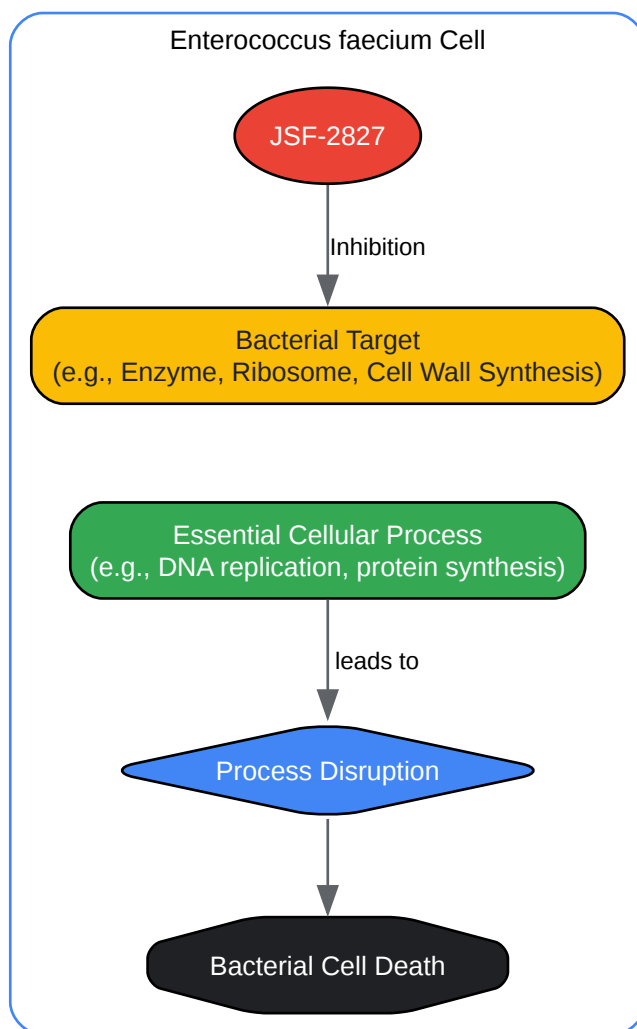 Enterococcus faecium Cell
JSF-2827
Inhibition
Bacterial Target
(e.g., Enzyme, Ribosome, Cell Wall Synthesis)
Essential Cellular Process
(e.g., DNA replication, protein synthesis)
leads to
Process Disruption
Bacterial Cell Death